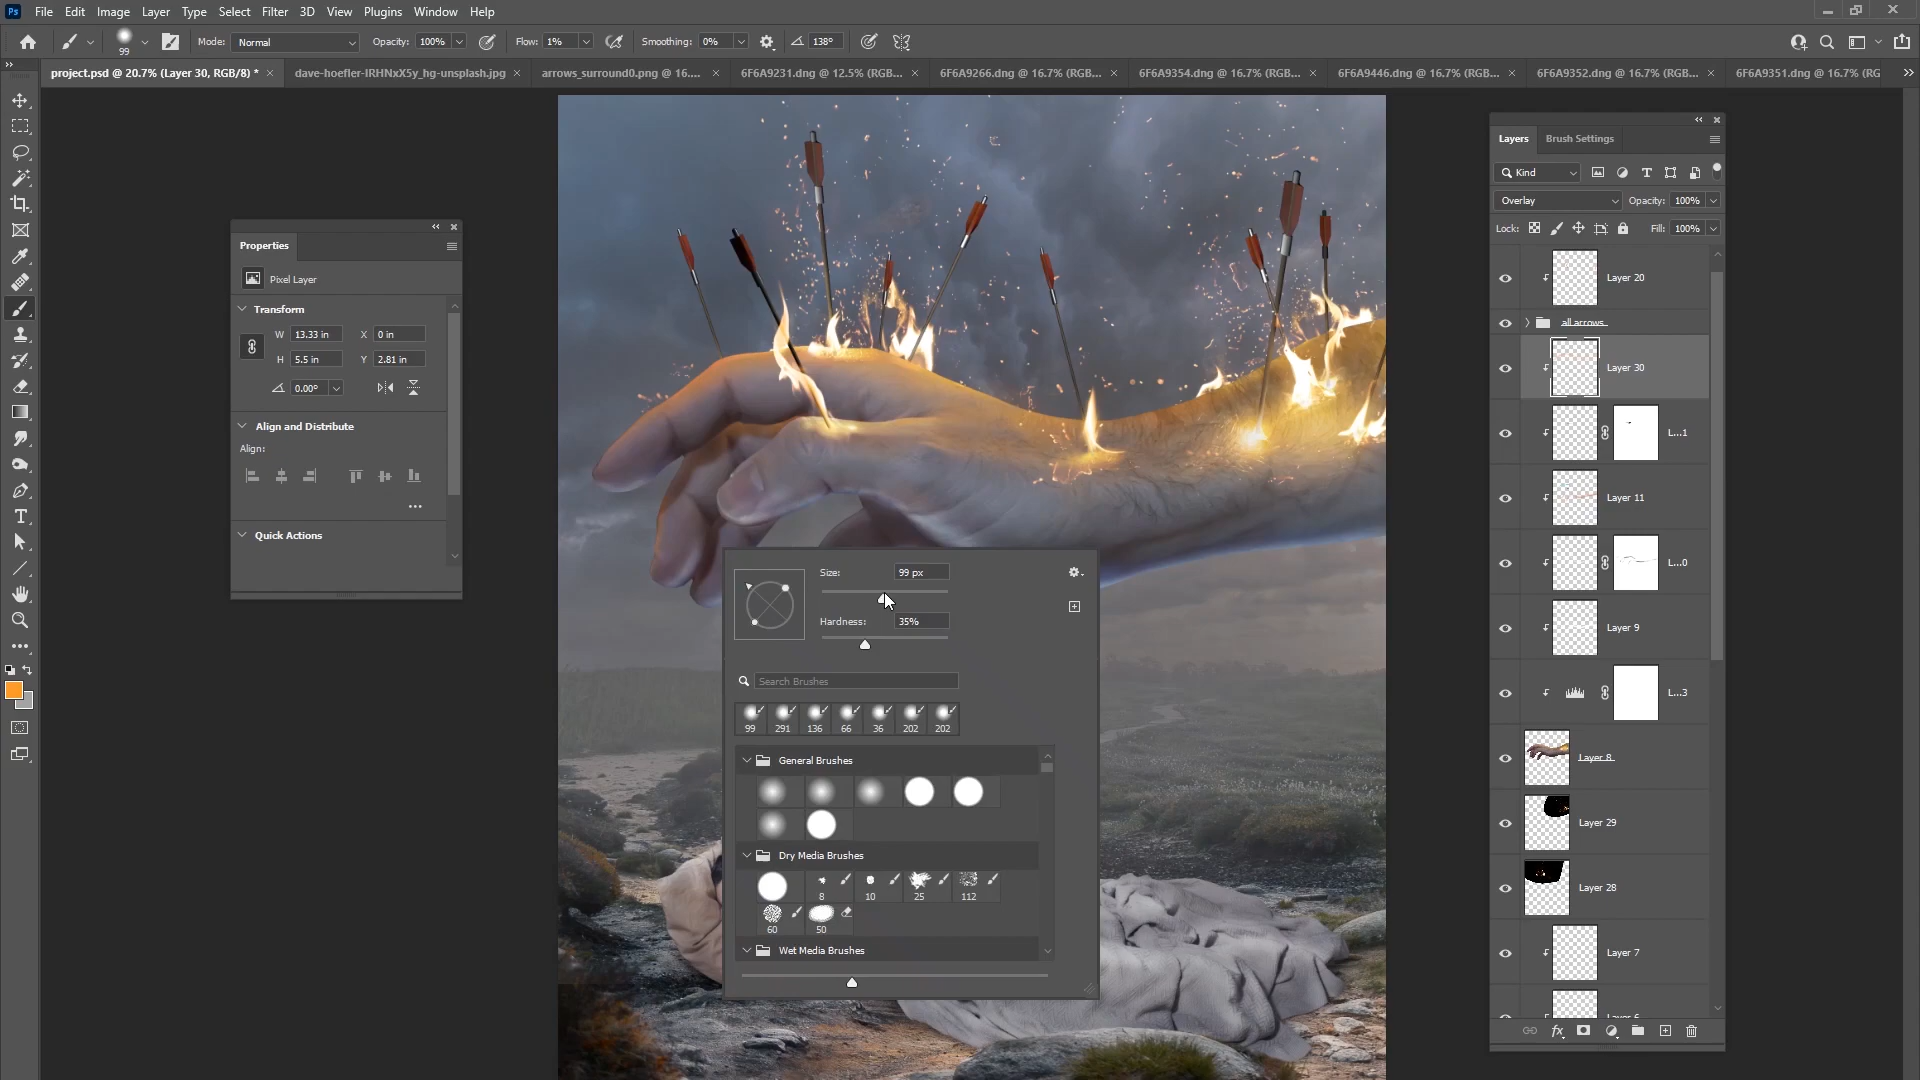 Ps File Edit Image Layer Type Select Filter 3D View Plugins Window Help
99 Mode: Normal Opacity: 100% Flow: 1% Smoothing: 0% 138°
project.psd @ 20.7% (Layer 30, RGB/8) * dave-hoefler-IRHNxX5y_hg-unsplash.jpg arrows_surround0.png @ 16.... 6F6A9231.dng @ 12.5% (RGB... 6F6A9266.dng @ 16.7% (RGB... 6F6A9354.dng @ 16.7% (RGB... 6F6A9446.dng @ 16.7% (RGB... 6F6A9352.dng @ 16.7% (RGB... 6F6A9351.dng @ 16.7% (RG
Properties
Pixel Layer
Transform
W 13.33 in X 0 in
H 5.5 in Y 2.81 in
0.00°
Align and Distribute
Align:
Quick Actions
Size: 99 px
Hardness: 35%
Search Brushes
99 291 136 66 36 202 202
General Brushes
Dry Media Brushes
8 10 25 112
60 50
Wet Media Brushes
Layers Brush Settings
Kind
Overlay Opacity: 100%
Lock: Fill: 100%
Layer 20
all arrows
Layer 30
L...1
Layer 11
L...0
Layer 9
L...3
Layer 8
Layer 29
Layer 28
Layer 7
Layer 6
fx